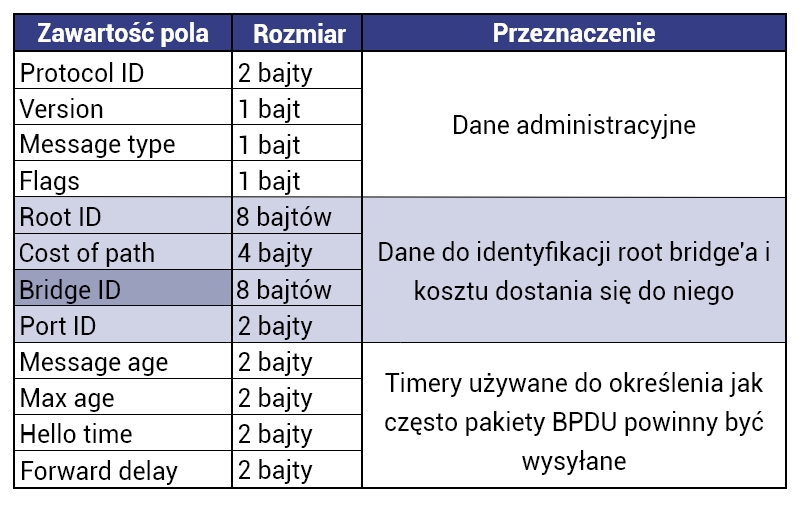 Zawartość pola Rozmiar Przeznaczenie
Protocol ID 2 bajty
Version 1 bajt
Message type 1 bajt
Flags 1 bajt
Dane administracyjne
Root ID 8 bajtów
Cost of path 4 bajty
Bridge ID 8 bajtów
Port ID 2 bajty
Dane do identyfikacji root bridge'a i
kosztu dostania się do niego
Message age 2 bajty
Max age 2 bajty
Hello time 2 bajty
Forward delay 2 bajty
Timery używane do określenia jak
często pakiety BPDU powinny być
wysyłane